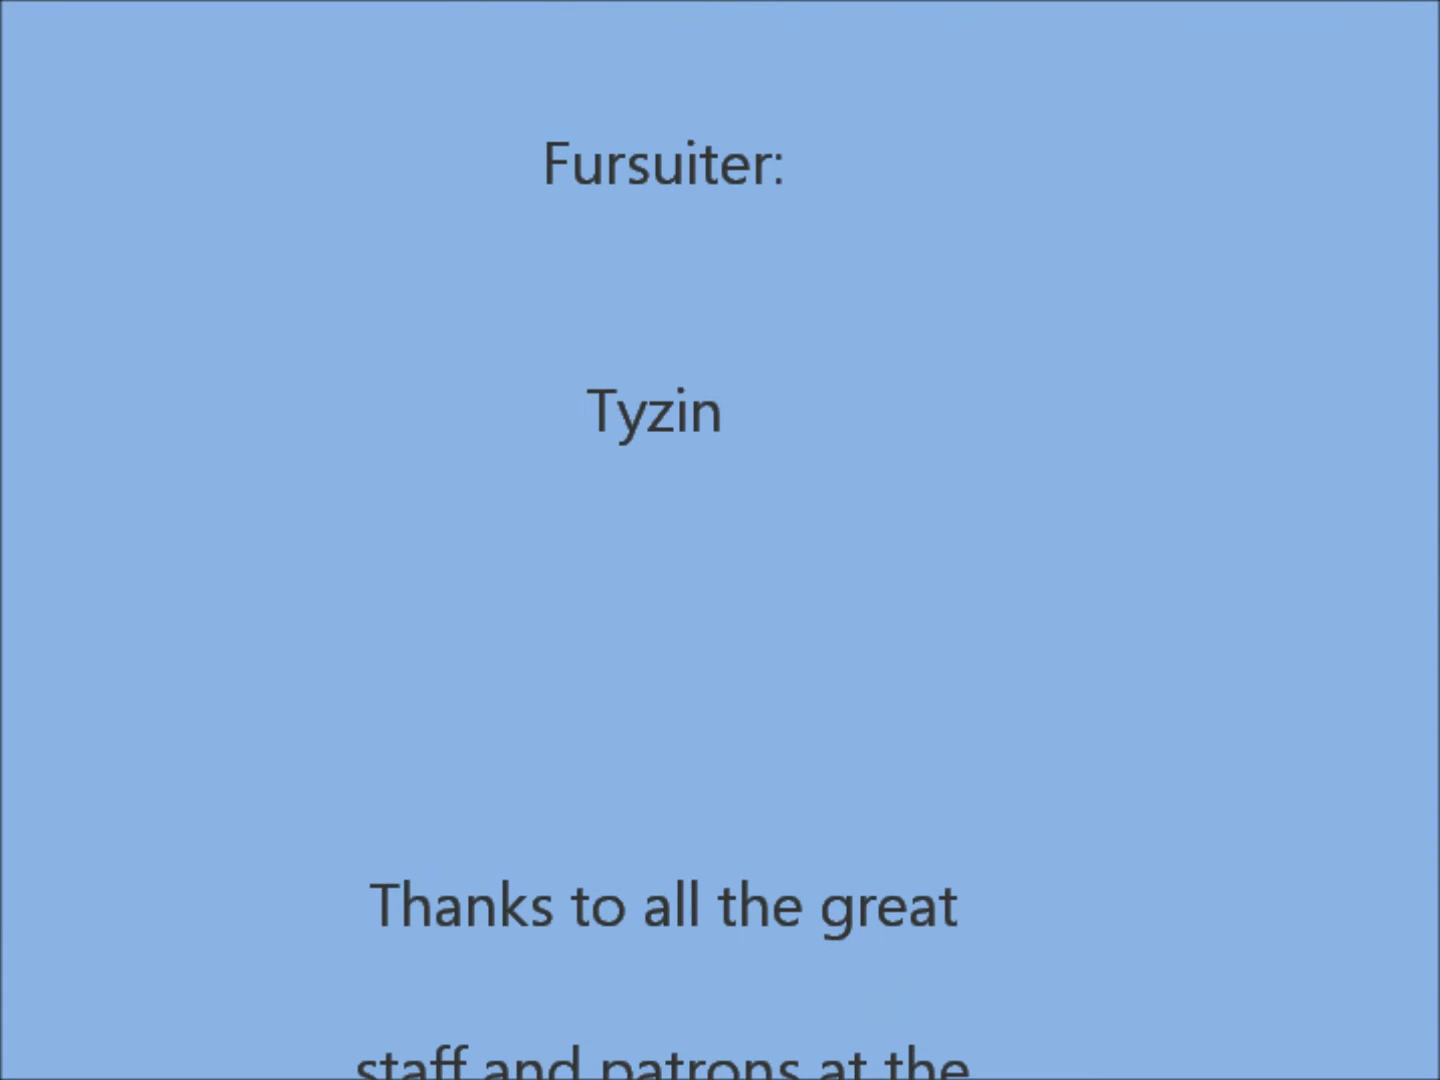 Fursuiter:
Tyzin
Thanks to all the great
staff and patrons at the